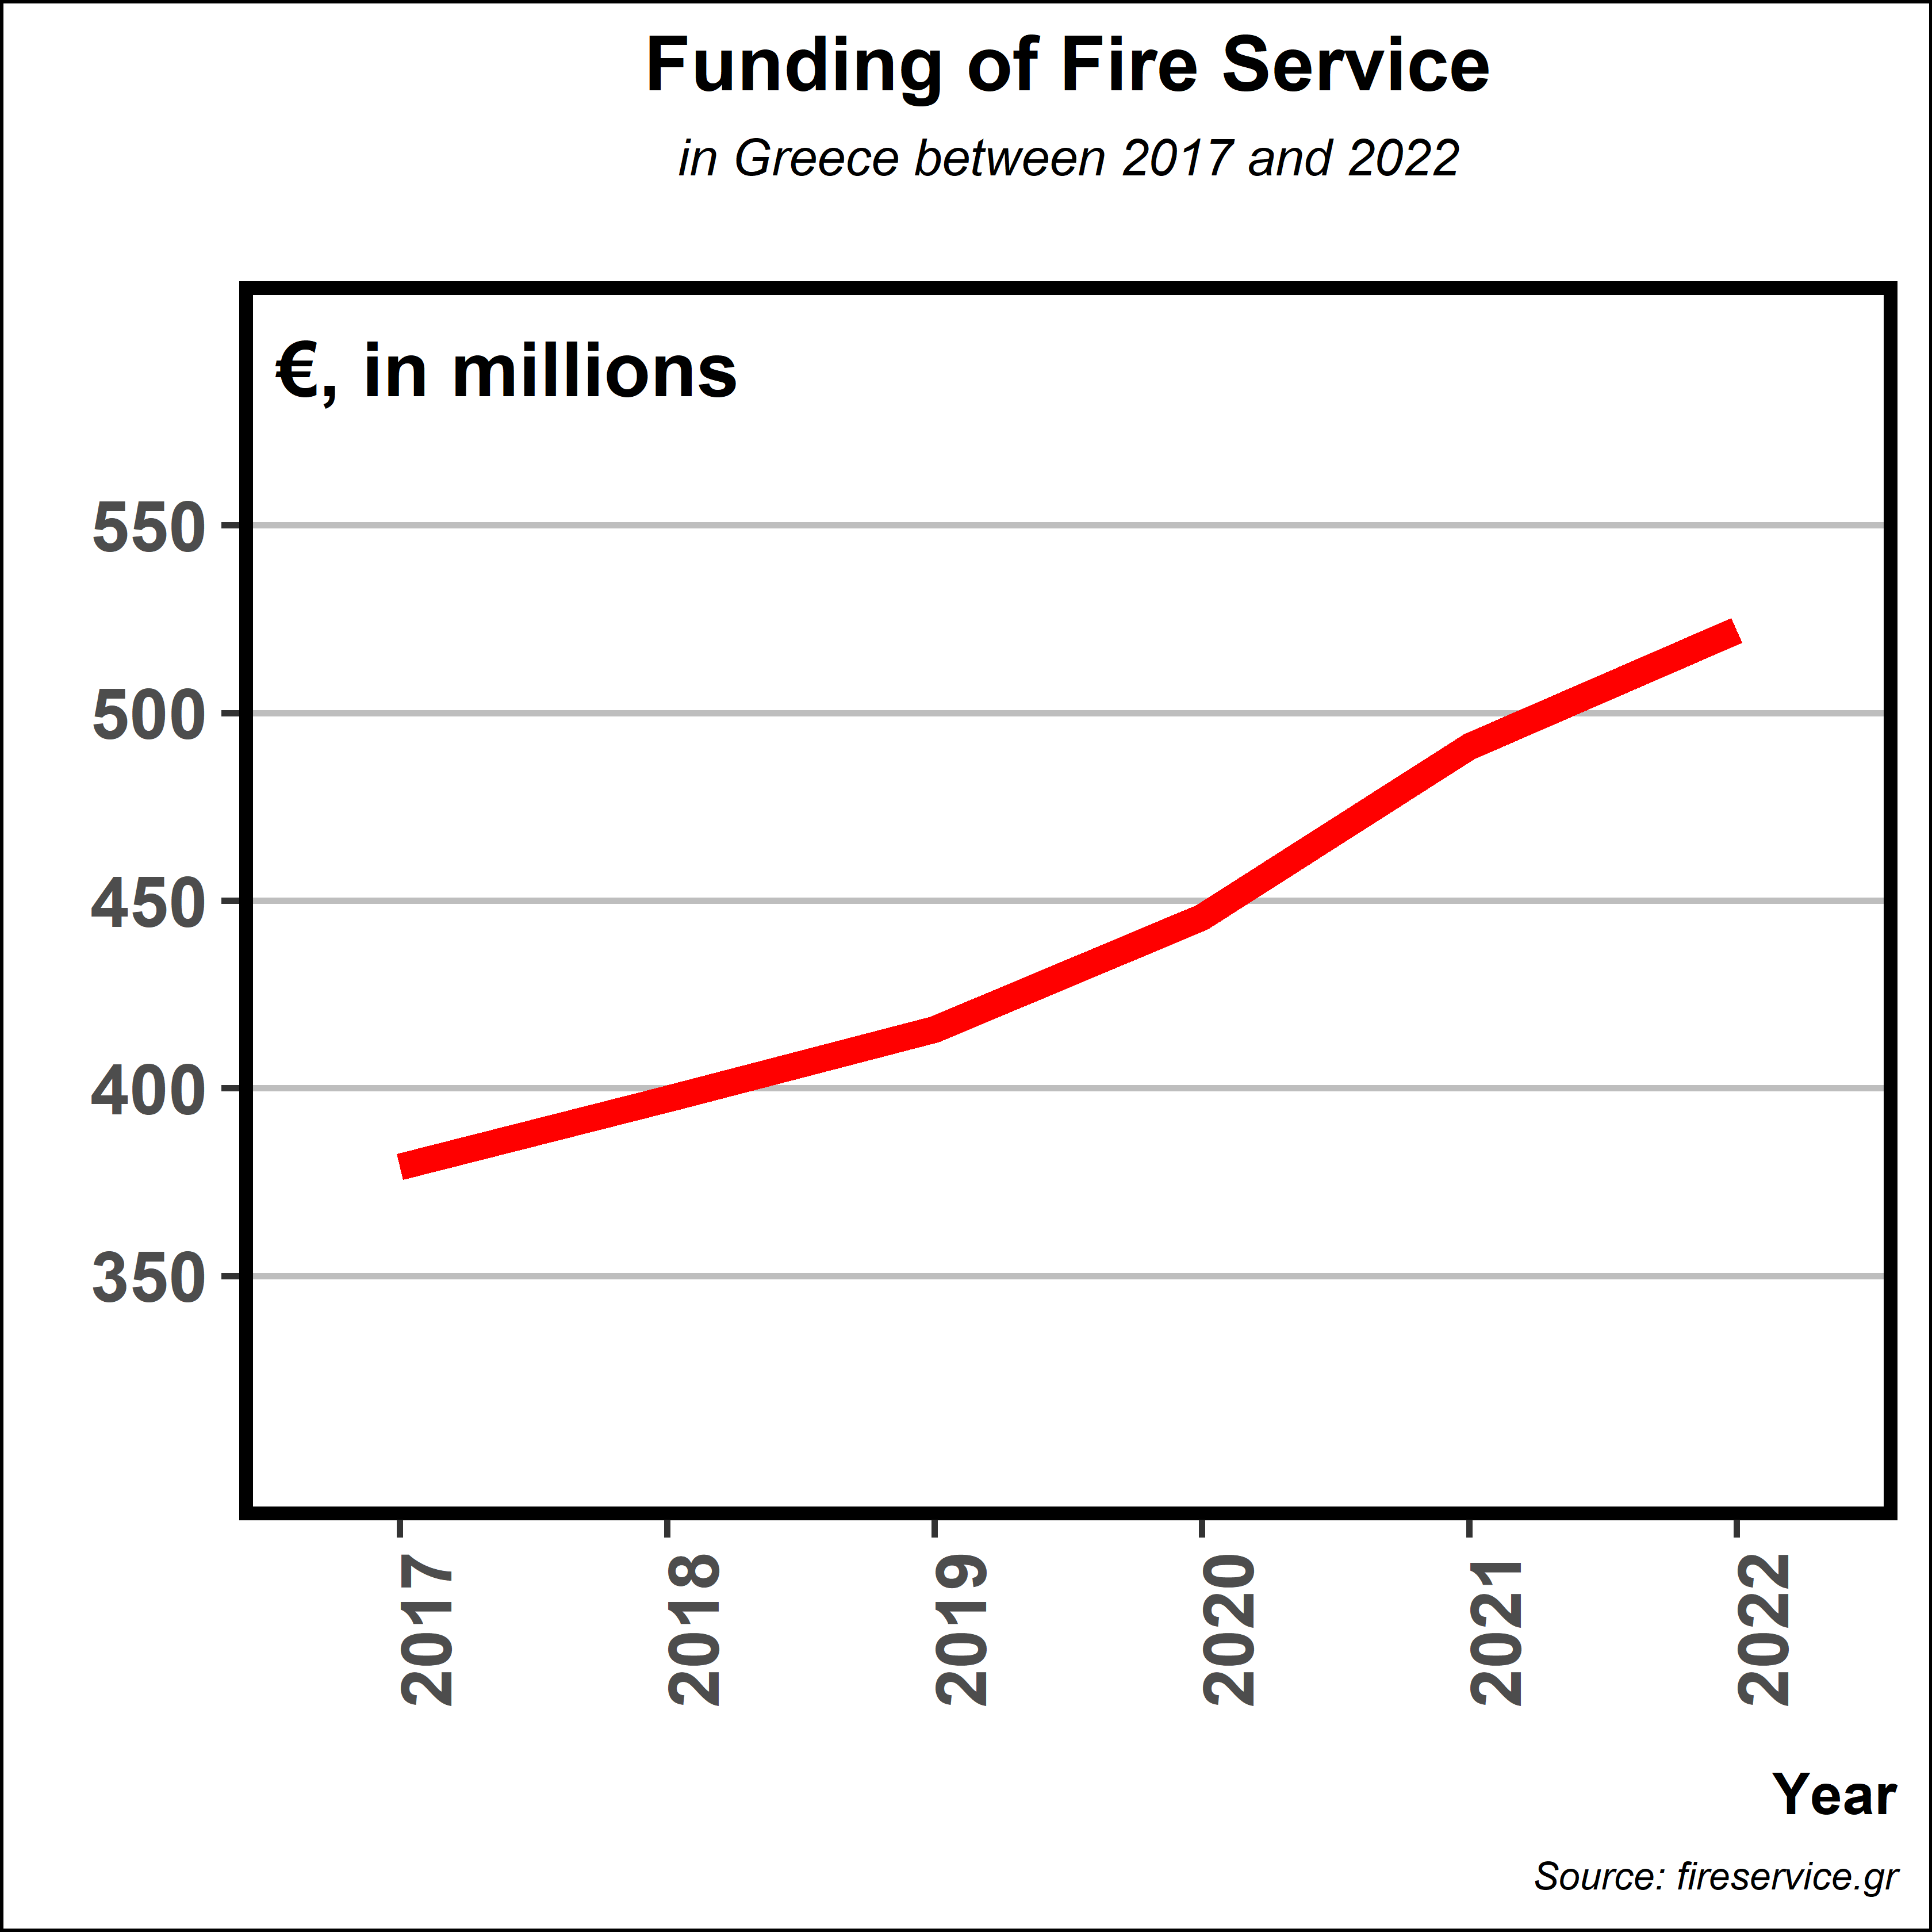 Funding of Fire Service
in Greece between 2017 and 2022
€, in millions
550
500
450
400
350
2017
2018
2019
2020
2021
2022
Year
Source: fireservice.gr